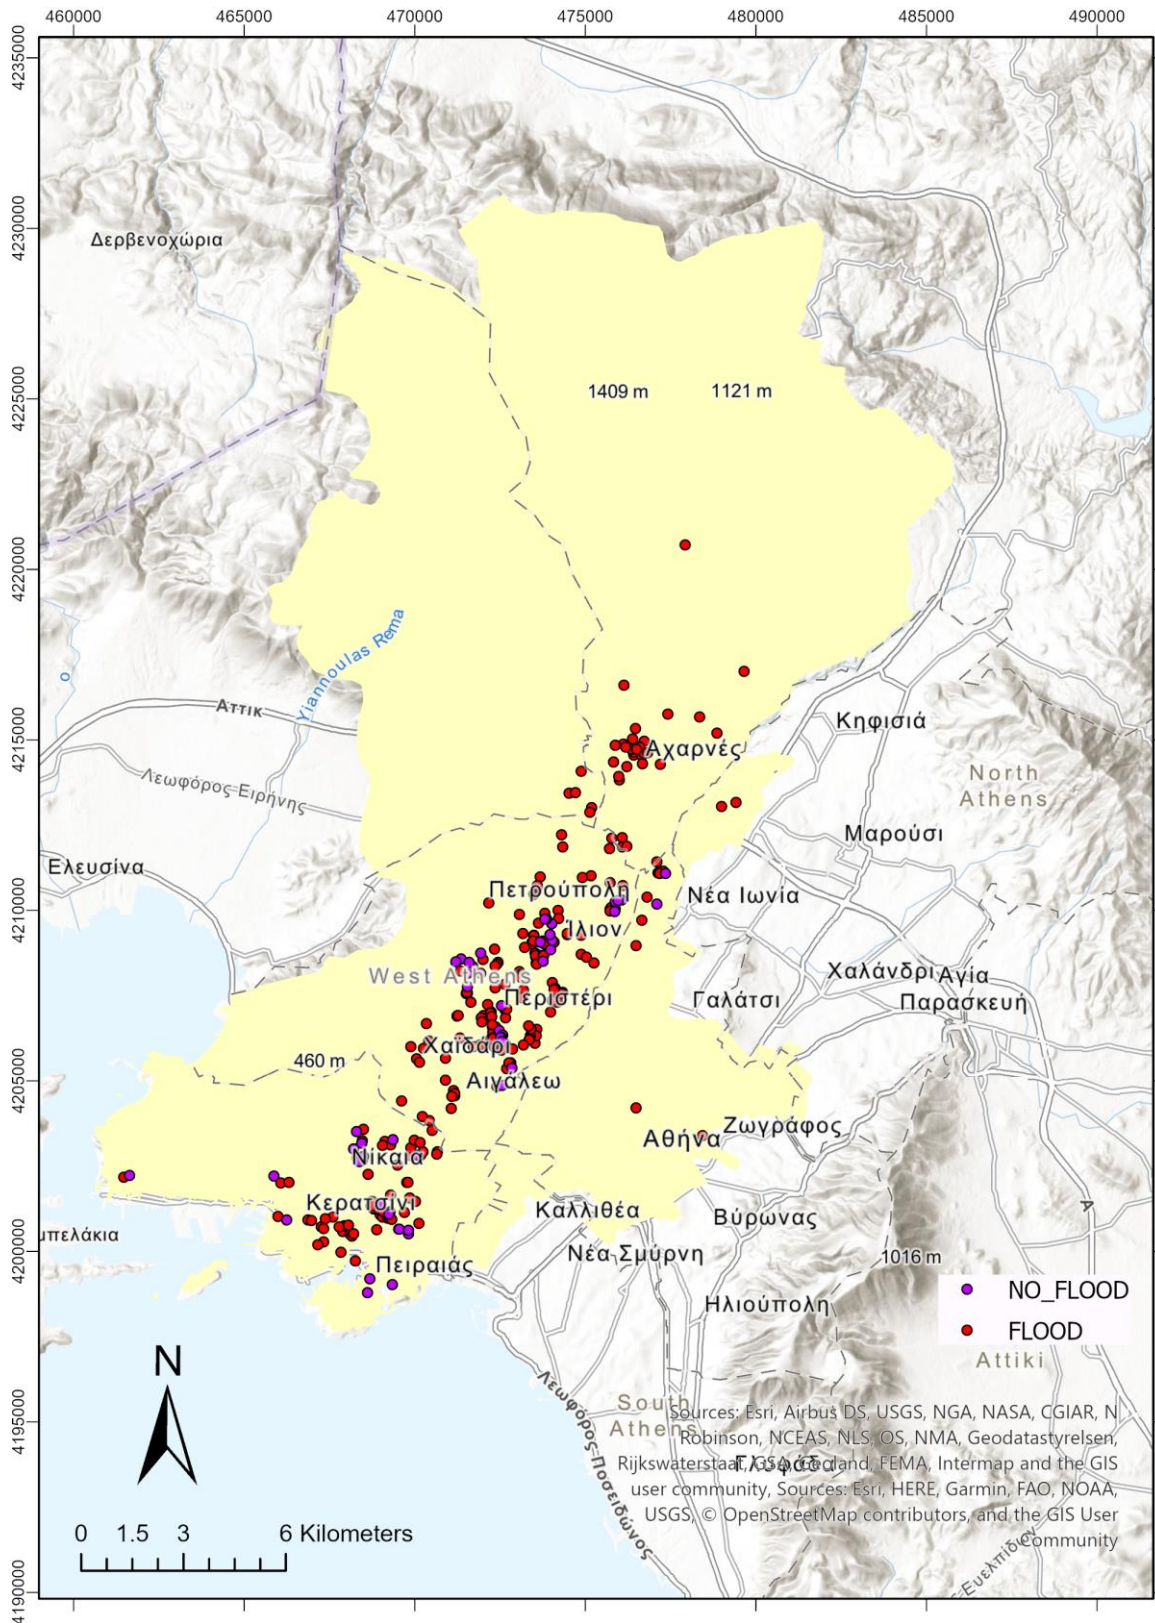 460000 465000 470000 475000 480000 485000 490000
4235000
4230000
4225000
4220000
4215000
4210000
4205000
4200000
4195000
4190000
Δερβενοχώρια
1409 m
1121 m
Yiannoulas Rema
Αττικ
Λεωφόρος Ειρήνης
Ελευσίνα
Αχαρνές
Κηφισιά
North
Athens
Μαρούσι
Πετρούπολη
Νέα Ιωνία
Ίλιον
West Athens
Περιστέρι
Χαλάνδρι
Αγία
Παρασκευή
Γαλάτσι
Χαϊδάρι
460 m
Αιγάλεω
Αθήνα
Ζωγράφος
Νίκαια
Κερατσίνι
Καλλιθέα
Βύρωνας
Α
μπελάκια
Πειραιάς
Νέα Σμύρνη
1016 m
Ηλιούπολη
NO_FLOOD
FLOOD
Attiki
N
Λεωφόρος Ποσειδώνος
South
Athens
Γλυφάδα
Sources: Esri, Airbus DS, USGS, NGA, NASA, CGIAR, N
Robinson, NCEAS, NLS, OS, NMA, Geodatastyrelsen,
Rijkswaterstaat, GSA, Geoland, FEMA, Intermap and the GIS
user community, Sources: Esri, HERE, Garmin, FAO, NOAA,
USGS, © OpenStreetMap contributors, and the GIS User
Community
Ευελπίδων
0 1.5 3 6 Kilometers